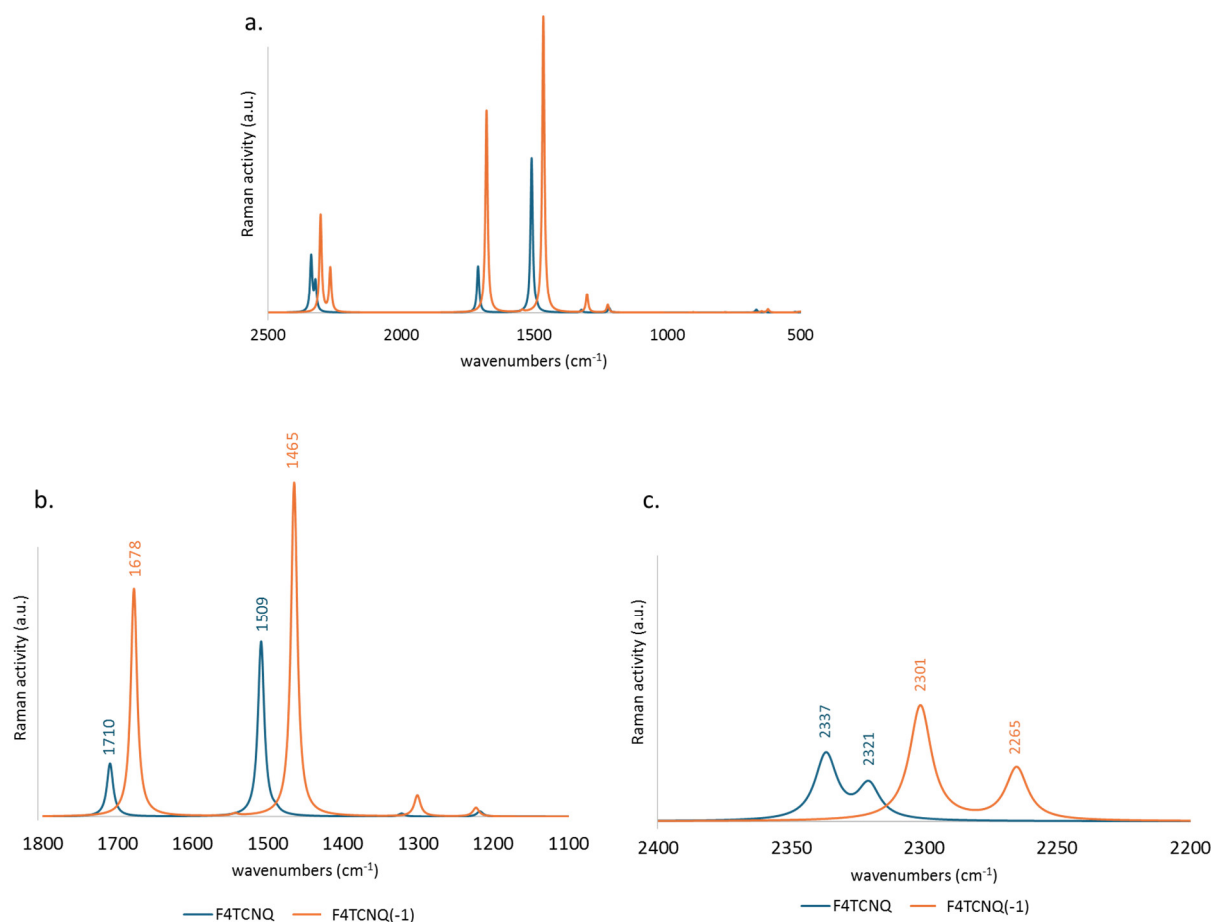 a.
Raman activity (a.u.)
2500 2000 1500 1000 500
wavenumbers (cm⁻¹)
b.
Raman activity (a.u.)
1710
1678
1509
1465
1800 1700 1600 1500 1400 1300 1200 1100
wavenumbers (cm⁻¹)
F4TCNQ F4TCNQ(-1)
c.
Raman activity (a.u.)
2337
2321
2301
2265
2400 2350 2300 2250 2200
wavenumbers (cm⁻¹)
F4TCNQ F4TCNQ(-1)